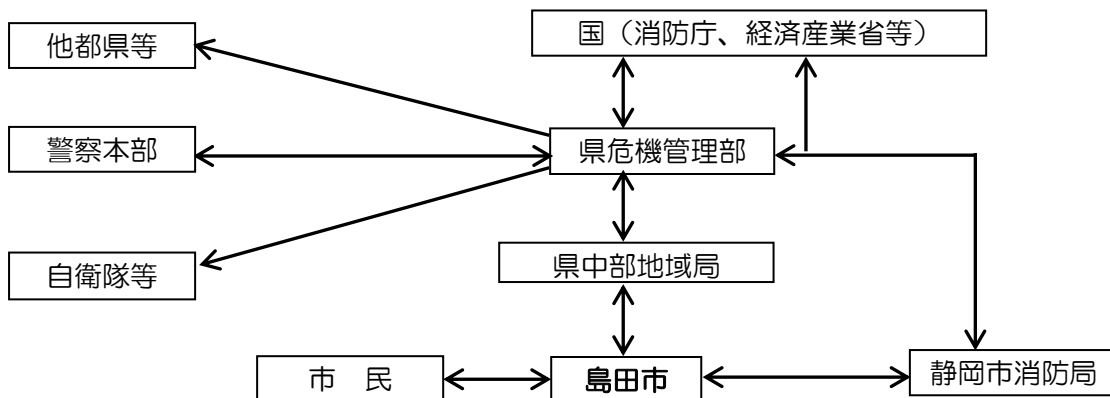 他都県等
国（消防庁、経済産業省等）
警察本部
県危機管理部
自衛隊等
県中部地域局
市　民
島田市
静岡市消防局